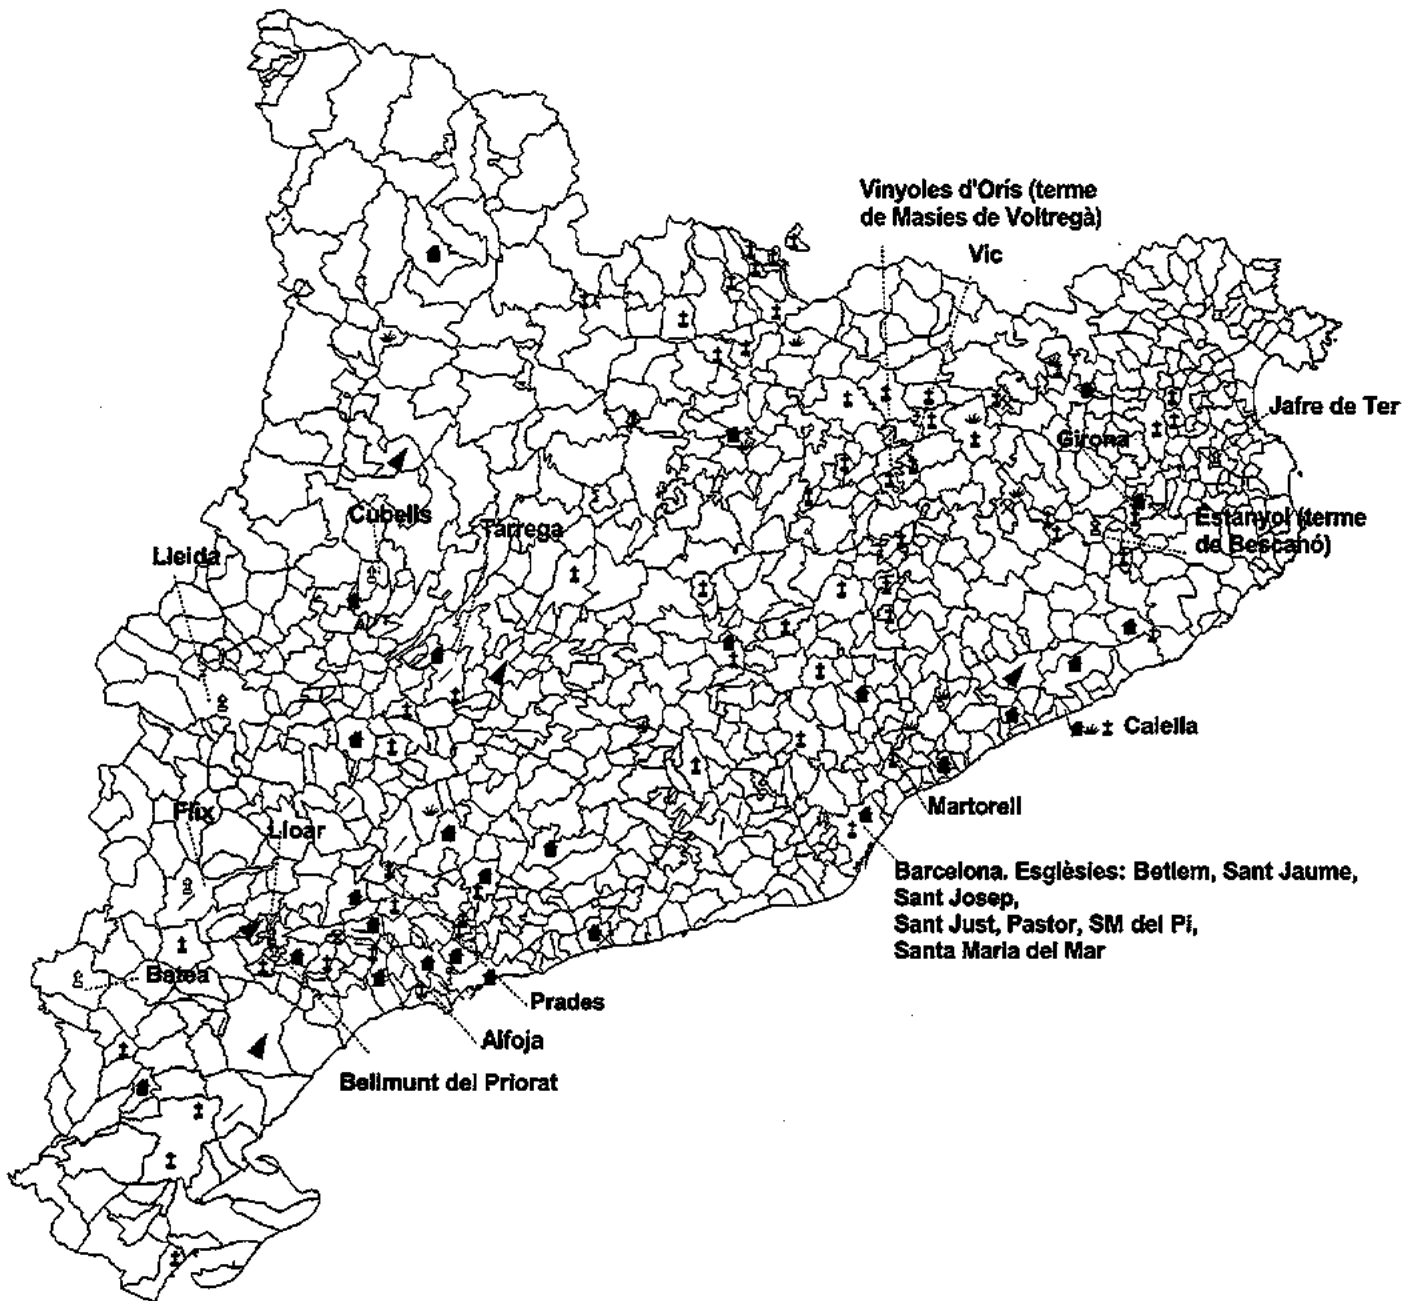 Vinyoles d'Orís (terme
de Masies de Voltregà)
Vic
Jafre de Ter
Girona
Cubells
Tàrrega
Estanyol (terme
de Bescanó)
Lleida
Calella
Martorell
Flix
Lloar
Barcelona. Esglèsies: Betlem, Sant Jaume,
Sant Josep,
Sant Just, Pastor, SM del Pi,
Santa Maria del Mar
Batea
Prades
Alfoja
Bellmunt del Priorat